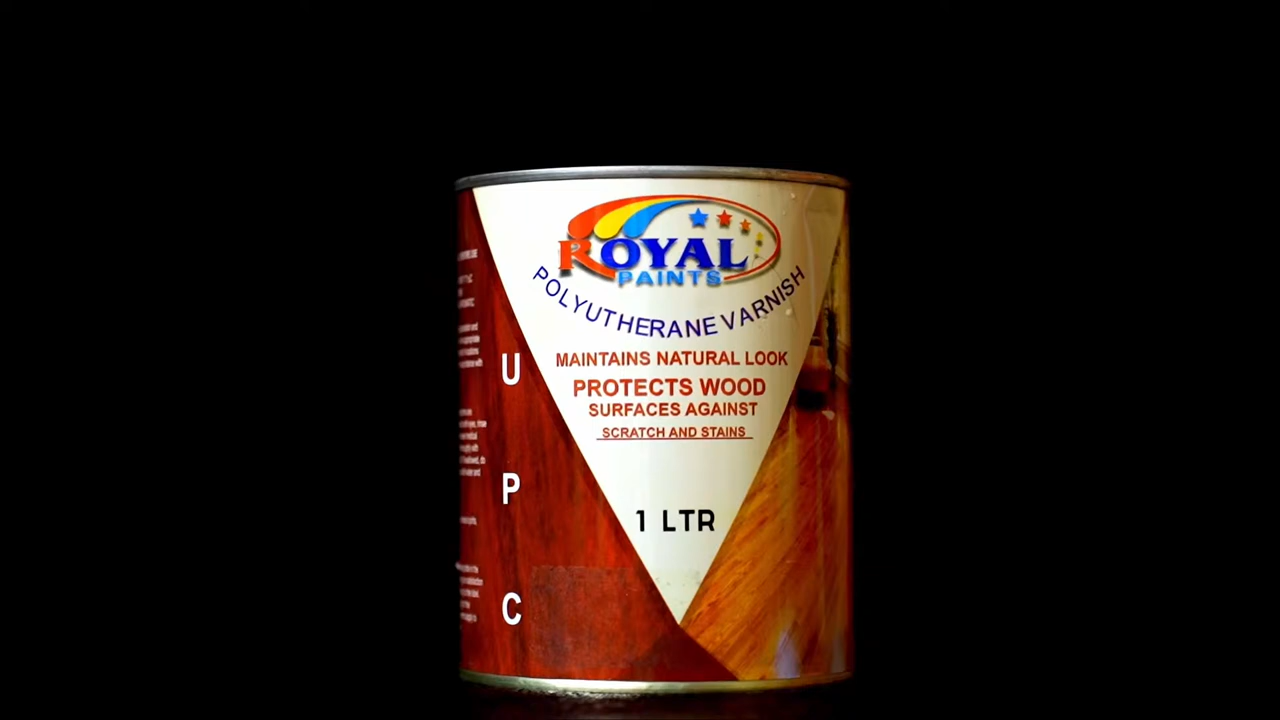 ROYAL
PAINTS
POLYUTHERANE VARNISH
MAINTAINS NATURAL LOOK
PROTECTS WOOD
SURFACES AGAINST
SCRATCH AND STAINS
1 LTR
U
P
C